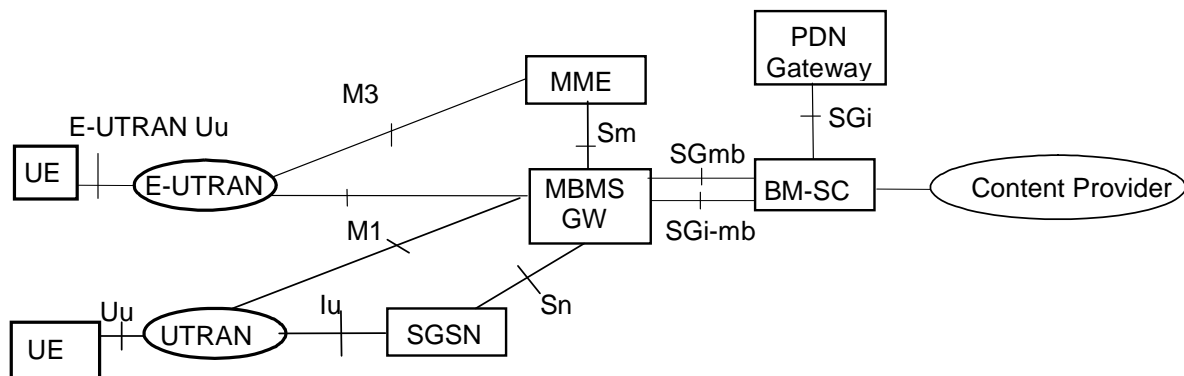 PDN
Gateway
MME
M3
SGi
E-UTRAN Uu
Sm
SGmb
UE
E-UTRAN
MBMS
GW
BM-SC
Content Provider
M1
SGi-mb
Sn
Uu
Iu
UE
UTRAN
SGSN